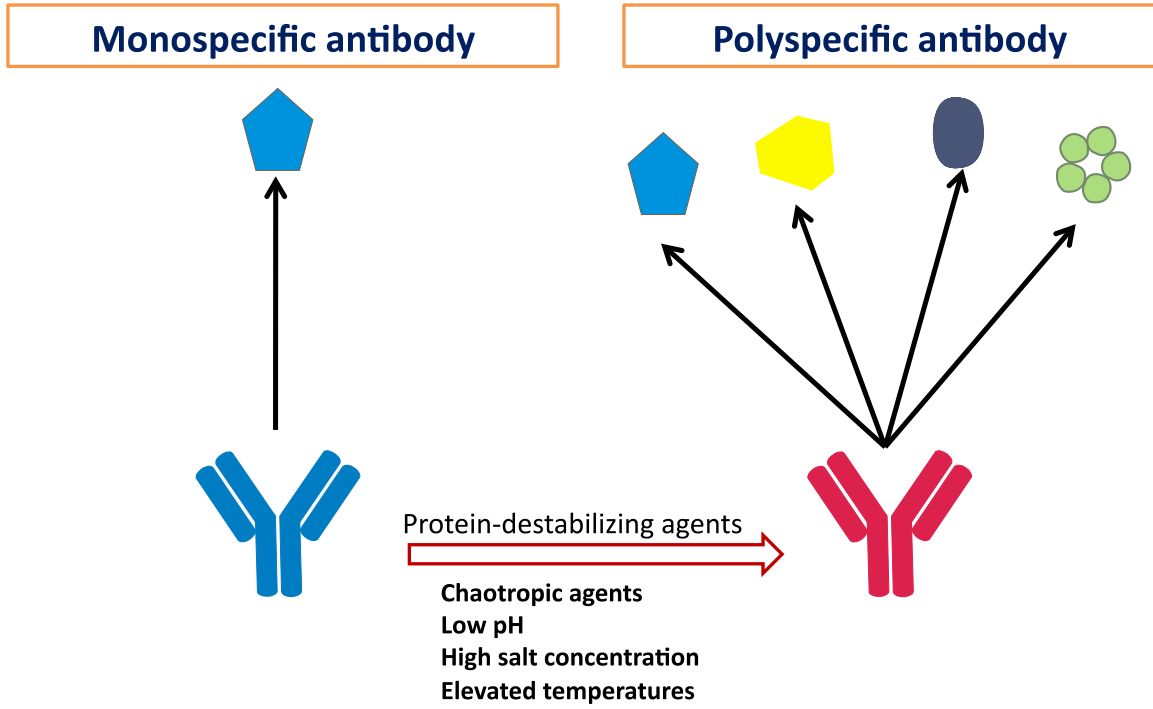 Monospecific antibody
Polyspecific antibody
Protein-destabilizing agents
Chaotropic agents
Low pH
High salt concentration
Elevated temperatures